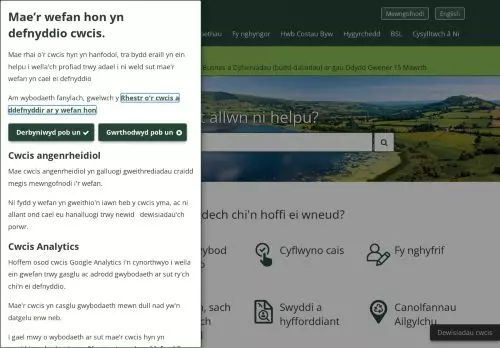 Mae'r wefan hon yn
defnyddio cwcis.
Mae rhai o'r cwcis hyn yn hanfodol, tra bydd eraill yn ein
helpu i wella'ch profiad trwy adael i ni weld sut mae'r
wefan yn cael ei defnyddio
Am wybodaeth fanylach, gwelwch y Rhestr o'r cwcis a
ddefnyddir ar y wefan hon
Derbyniwyd pob un
Gwrthodwyd pob un
Cwcis angenrheidiol
Mae cwcis angenrheidiol yn galluogi gweithrediadau craidd
megis mewngofnodi i'r wefan.
Ni fydd y wefan yn gweithio'n iawn heb y cwcis yma, ac ni
allant ond cael eu hanalluogi trwy newid dewisiadau'ch
porwr.
Cwcis Analytics
Hoffem osod cwcis Google Analytics i'n cynorthwyo i wella
ein gwefan trwy gasglu ac adrodd gwybodaeth ar sut ry'ch
chi'n ei defnyddio.
Mae'r cwcis yn casglu gwybodaeth mewn dull nad yw'n
datgelu erw neb.
i gael mwy o wybodaeth ar sut mae'r cwcis hyn yn
Mewngofnodi
English
Fy nghyngor
Hwb Costau Byw
Hygyrchedd
BSL
Cysylltwch â Ni
ar gau Ddydd Gwener 15 Mawrth
allwn ni helpu?
dech chi'n hoffi ei wneud?
Cyflwyno cais
Fy nghyfrif
Swyddi a
hyfforddiant
Canolfannau
Ailgylchu
Dewisiadau cwcis